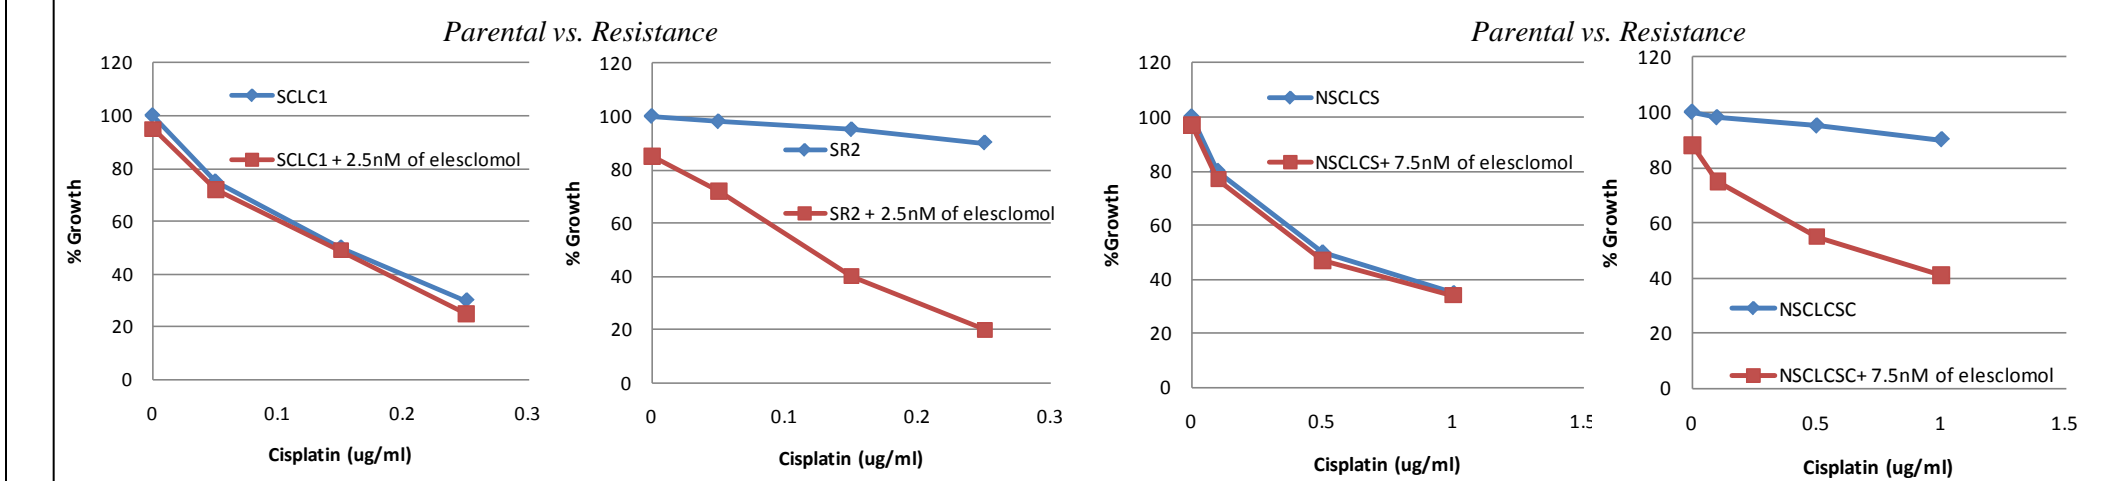 Parental vs. Resistance
120
100
80
60
40
20
0
% Growth
SCLC1
SCLC1 + 2.5nM of elesclomol
0 0.1 0.2 0.3
Cisplatin (ug/ml)
120
100
80
60
40
20
0
% Growth
SR2
SR2 + 2.5nM of elesclomol
0 0.1 0.2 0.3
Cisplatin (ug/ml)
Parental vs. Resistance
120
100
80
60
40
20
0
%Growth
NSCLCS
NSCLCS+ 7.5nM of elesclomol
0 0.5 1 1.5
Cisplatin (ug/ml)
120
100
80
60
40
20
0
% Growth
NSCLCSC
NSCLCSC+ 7.5nM of elesclomol
0 0.5 1 1.5
Cisplatin (ug/ml)